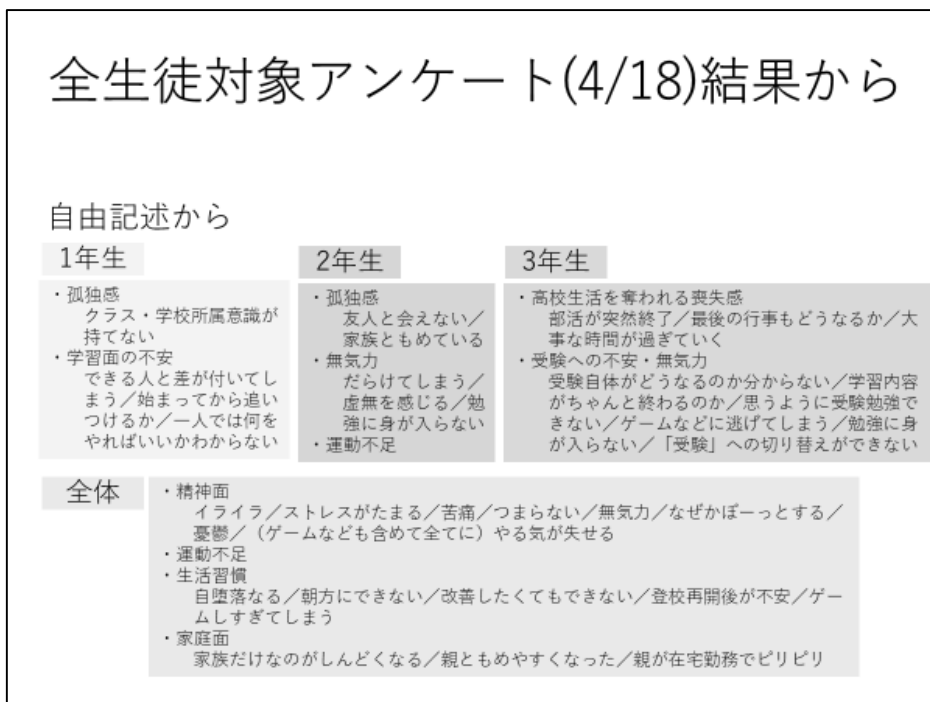 全生徒対象アンケート(4/18)結果から
自由記述から
1年生
・孤独感
クラス・学校所属意識が
持てない
・学習面の不安
できる人と差が付いてし
まう／始まってから追い
つけるか／一人では何を
やればいいかわからない
2年生
・孤独感
友人と会えない／
家族ともめている
・無気力
だらけてしまう／
虚無を感じる／勉
強に身が入らない
・運動不足
3年生
・高校生活を奪われる喪失感
部活が突然終了／最後の行事もどうなるか／大
事な時間が過ぎていく
・受験への不安・無気力
受験自体がどうなるのか分からない／学習内容
がちゃんと終わるのか／思うように受験勉強で
きない／ゲームなどに逃げてしまう／勉強に身
が入らない／「受験」への切り替えができない
全体
・精神面
イライラ／ストレスがたまる／苦痛／つまらない／無気力／なぜかぼーっとする／
憂鬱／（ゲームなども含めて全てに）やる気が失せる
・運動不足
・生活習慣
自堕落なる／朝方にできない／改善したくてもできない／登校再開後が不安／ゲー
ムしすぎてしまう
・家庭面
家族だけなのがしんどくなる／親ともめやすくなった／親が在宅勤務でピリピリ